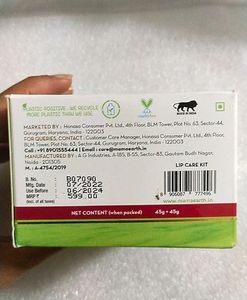 PLASTIC POSITIVE : WE RECYCLE
MORE PLASTIC THAN WE USE
MAKE IN INDIA
MARKETED BY : Honasa Consumer Pvt. Ltd., 4th Floor, BLM Tower, Plot No. 63, Sector-44,
Gurugram, Haryana, India - 122003
FOR QUERIES, CONTACT : Customer Care Manager, Honasa Consumer Pvt. Ltd., 4th Floor,
BLM Tower, Plot No. 63, Sector-44, Gurugram, Haryana, India - 122003
Call us : +91 8901555444 | Email : care@mamaearth.in
MANUFACTURED BY : A G Industries, A 185, B-55, Sector-83, Gautam Budh Nagar,
Noida-201305
M. : A-4754/2019
LIP CARE KIT
B. No. : B07090
Mfg. Date : 07/2022
Use Before : 06/2024
MRP ₹ : 599.00
(incl. of all taxes)
8 906087 777496
www.mamaearth.in
NET CONTENT (when packed) 45g + 45g